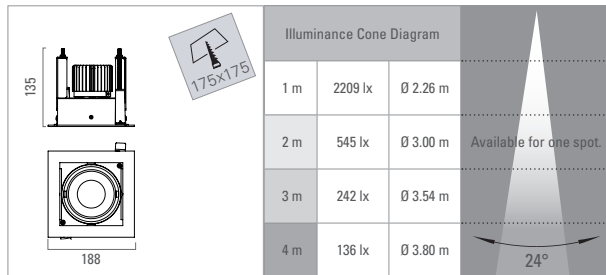 135
175x175
188
Illuminance Cone Diagram
1 m 2209 lx Ø 2.26 m
2 m 545 lx Ø 3.00 m
3 m 242 lx Ø 3.54 m
4 m 136 lx Ø 3.80 m
Available for one spot.
24°